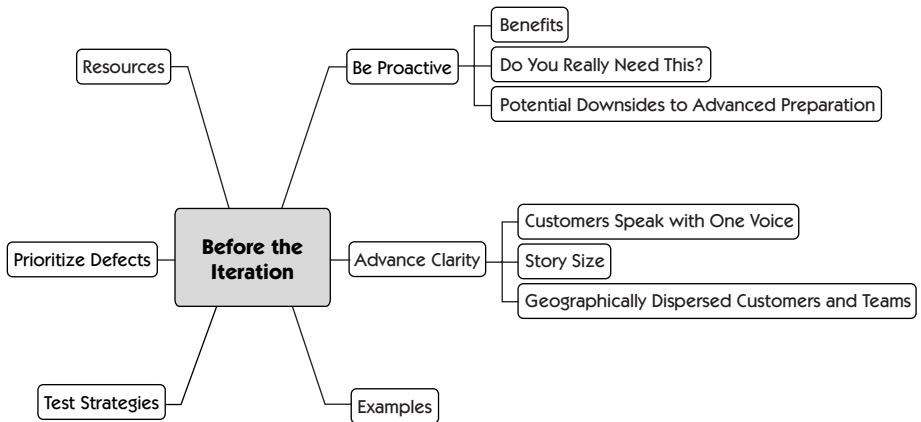 Benefits
Resources
Be Proactive
Do You Really Need This?
Potential Downsides to Advanced Preparation
Before the
Iteration
Prioritize Defects
Advance Clarity
Customers Speak with One Voice
Story Size
Geographically Dispersed Customers and Teams
Test Strategies
Examples